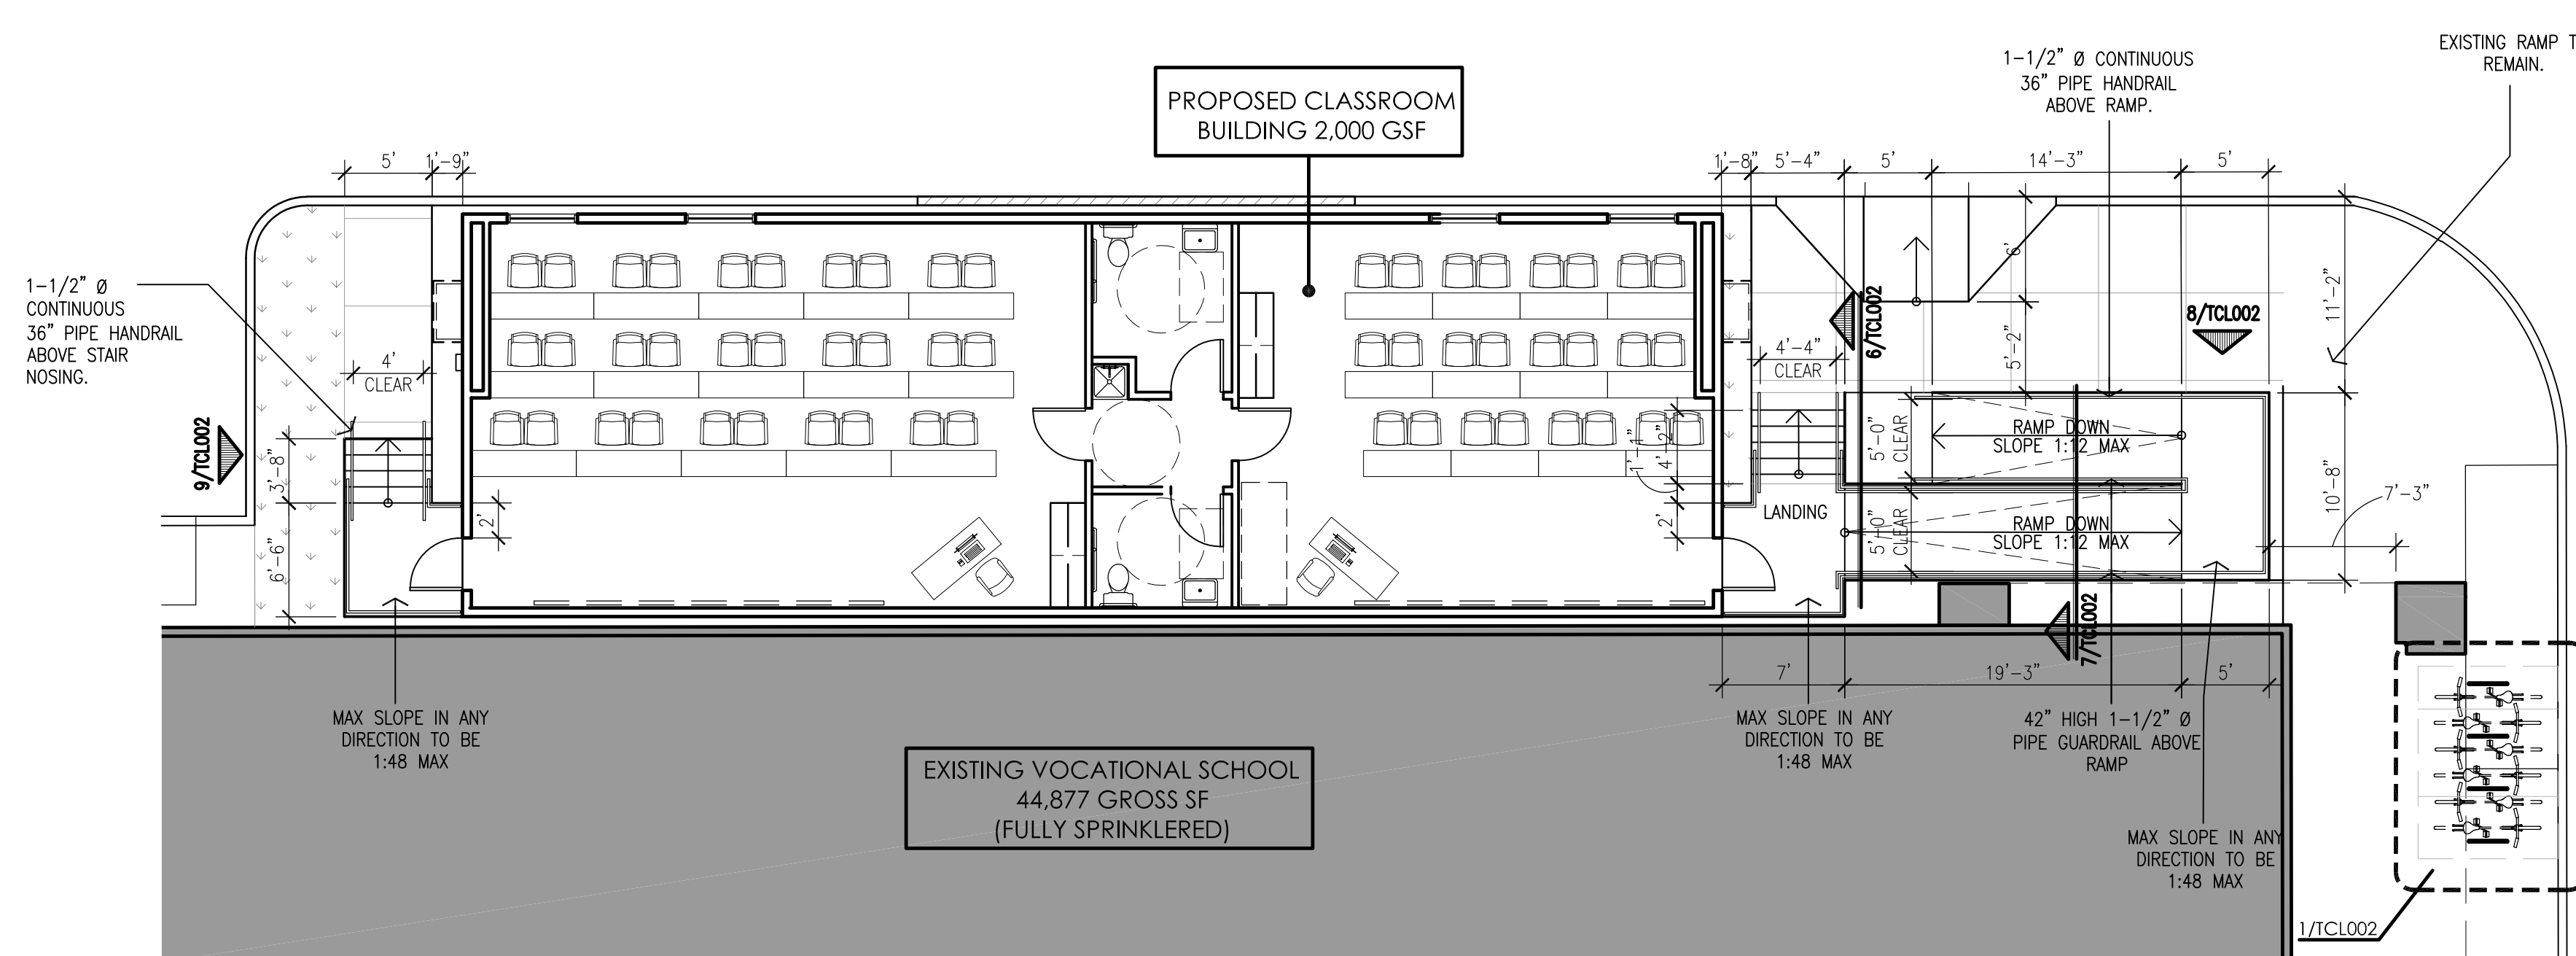 EXISTING RAMP T
REMAIN.
1-1/2" Ø CONTINUOUS
36" PIPE HANDRAIL
ABOVE RAMP.
PROPOSED CLASSROOM
BUILDING 2,000 GSF
5'
1'-9"
1'-8"
5'-4"
5'
14'-3"
5'
1-1/2" Ø
CONTINUOUS
36" PIPE HANDRAIL
ABOVE STAIR
NOSING.
4'
CLEAR
9/TCL002
3'-8"
6'-6"
2'
4'-4"
CLEAR
6/TCL002
6'
5'-2"
8/TCL002
11'-2"
1'-1"
4'-2"
2'
LANDING
5'-0"
CLEAR
RAMP DOWN
SLOPE 1:12 MAX
5'-0"
CLEAR
RAMP DOWN
SLOPE 1:12 MAX
10'-8"
7'-3"
7/TCL002
7'
19'-3"
5'
MAX SLOPE IN ANY
DIRECTION TO BE
1:48 MAX
MAX SLOPE IN ANY
DIRECTION TO BE
1:48 MAX
42" HIGH 1-1/2" Ø
PIPE GUARDRAIL ABOVE
RAMP
EXISTING VOCATIONAL SCHOOL
44,877 GROSS SF
(FULLY SPRINKLERED)
MAX SLOPE IN ANY
DIRECTION TO BE
1:48 MAX
1/TCL002